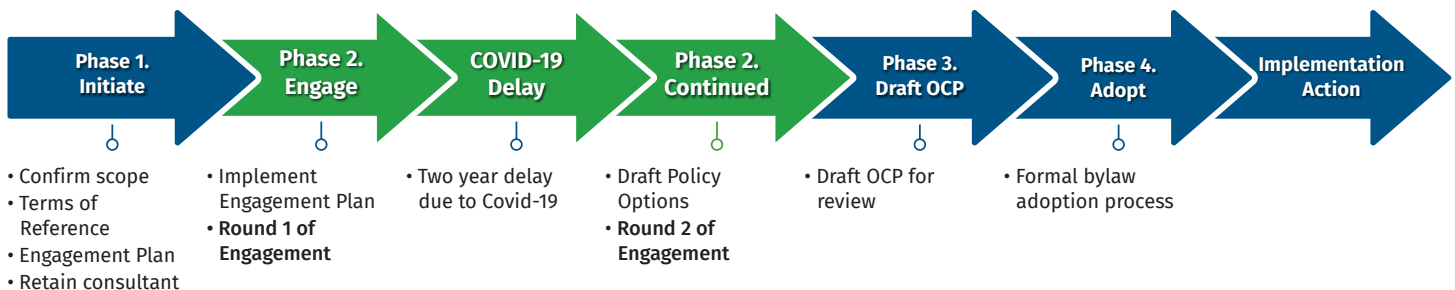 Phase 1.
Initiate
Phase 2.
Engage
COVID-19
Delay
Phase 2.
Continued
Phase 3.
Draft OCP
Phase 4.
Adopt
Implementation
Action
• Confirm scope
• Terms of
Reference
• Engagement Plan
• Retain consultant
• Implement
Engagement Plan
• Round 1 of
Engagement
• Two year delay
due to Covid-19
• Draft Policy
Options
• Round 2 of
Engagement
• Draft OCP for
review
• Formal bylaw
adoption process